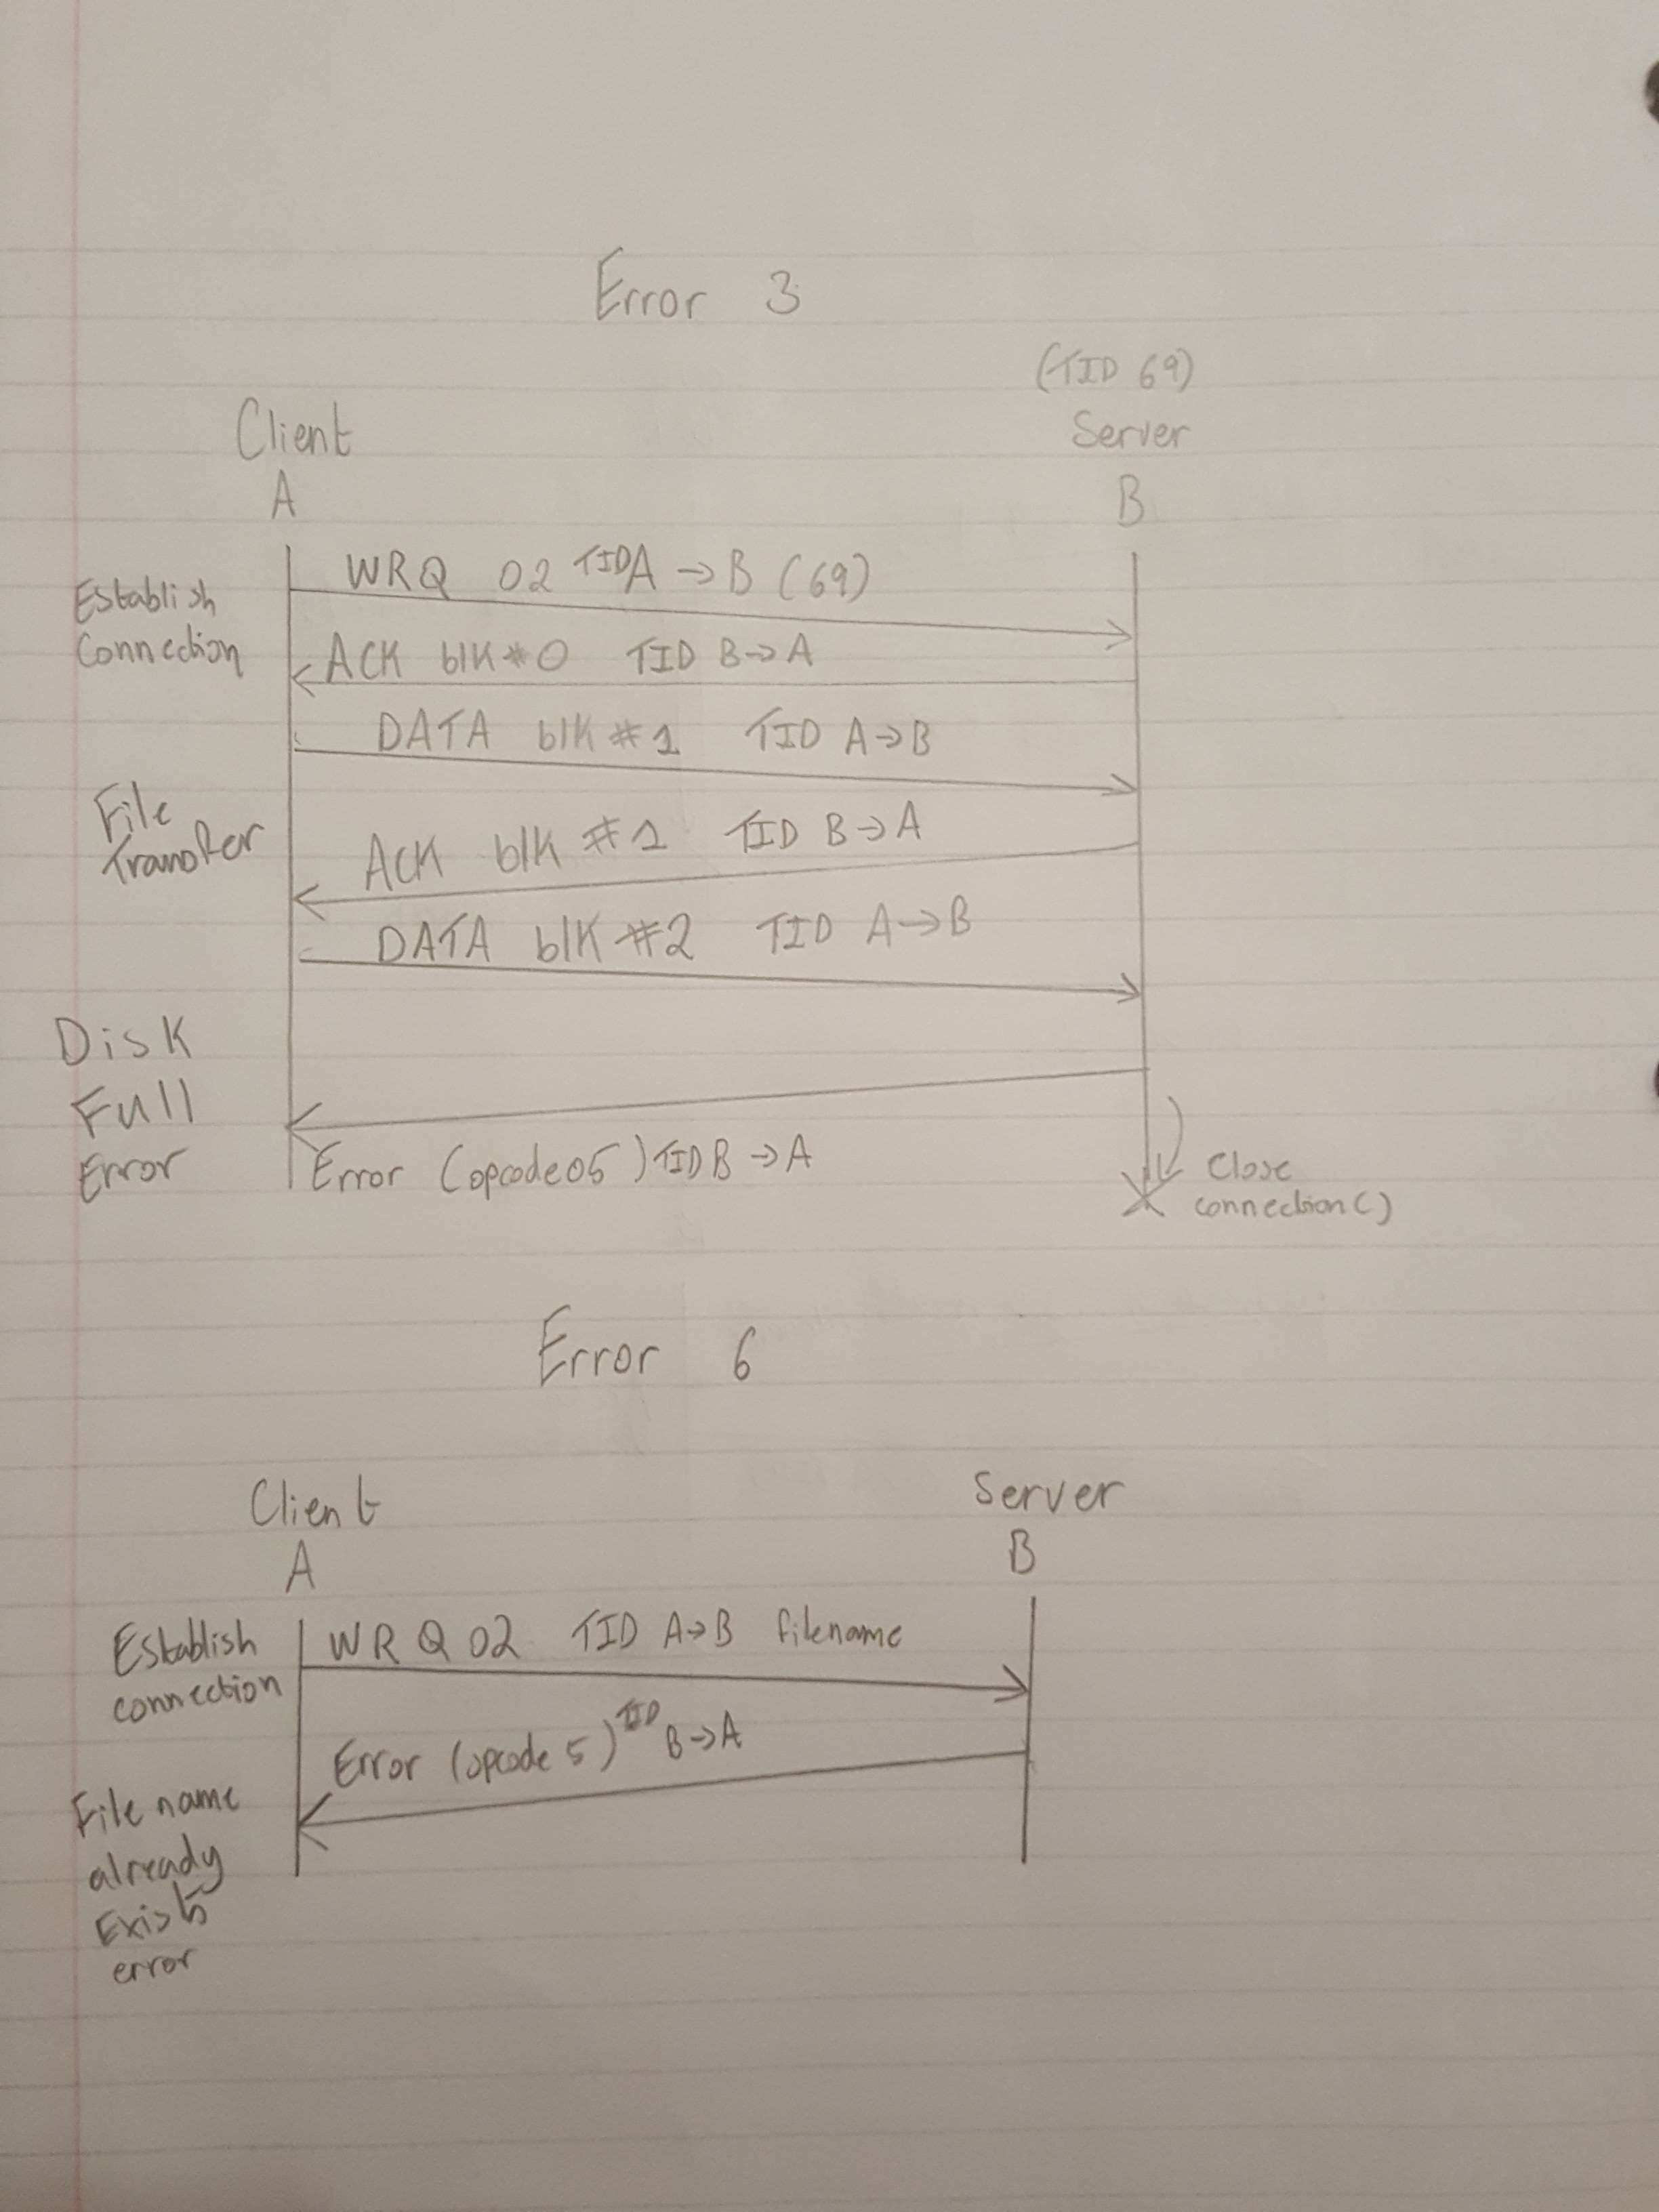 Error 3
(TID 69)
Client
Server
A
B
WRQ 02 TID A → B (69)
Establish
Connection
ACK blk #0 TID B → A
DATA blk #1 TID A → B
File
Transfer
ACK blk #1 TID B → A
DATA blk #2 TID A → B
Disk
Full
Error
Error (opcode 05) TID B → A
Close
connection()
Error 6
Client
Server
A
B
Establish
connection
WRQ 02 TID A → B filename
Error (opcode 5) TID B → A
File name
already
Exists
error